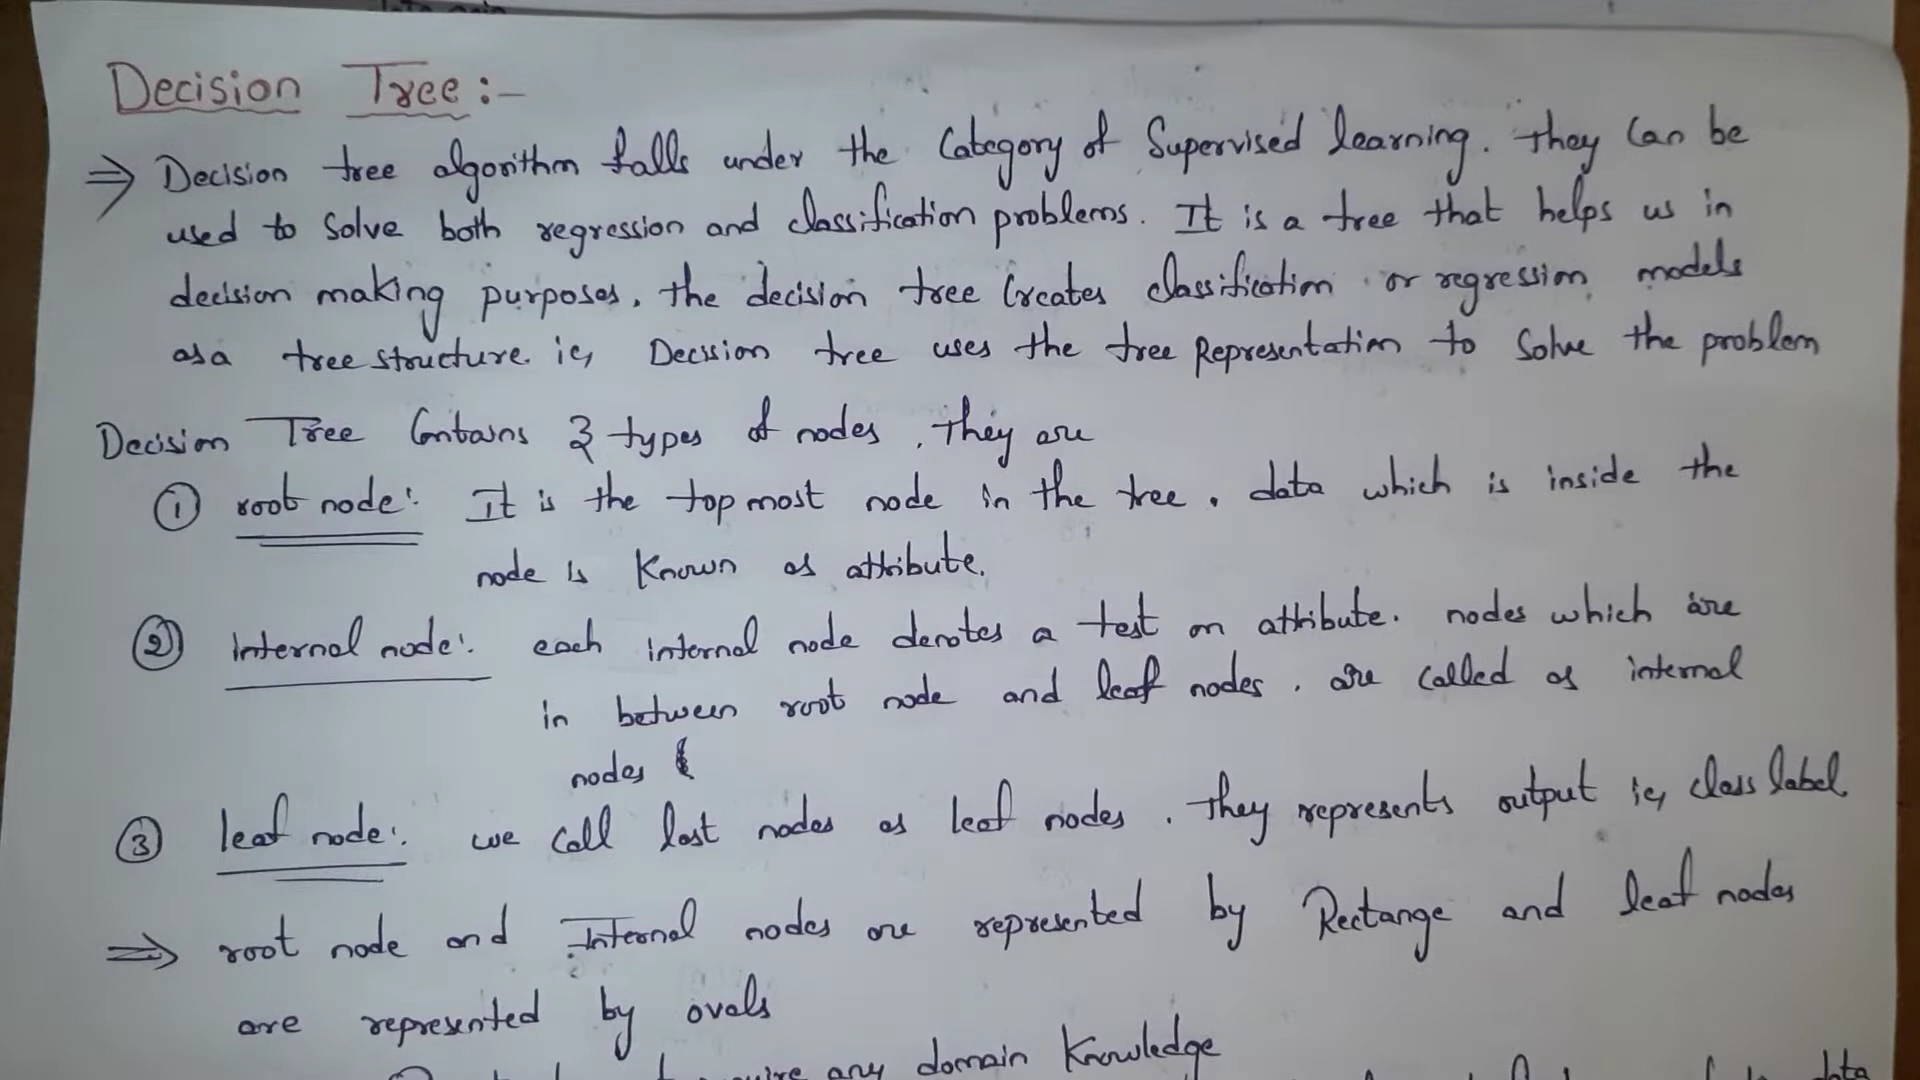 Decision Tree :-
⇒ Decision tree algorithm falls under the Category of Supervised learning. They Can be
used to Solve both regression and classification problems. It is a tree that helps us in
decision making purposes, the decision tree Creates classification or regression models
as a tree structure. ie, Decision tree uses the tree Representation to Solve the problem
Decision Tree Contains 3 types of nodes, They are
① root node: It is the top most node in the tree. data which is inside the
node is Known as attribute.
② internal node: each internal node denotes a test on attribute. nodes which are
in between root node and leaf nodes. are called as internal
nodes
③ leaf node: we Call last nodes as leaf nodes. They represents output ie, class label.
⇒ root node and Internal nodes are represented by Rectange and leaf nodes
are represented by ovals
any domain Knowledge
data